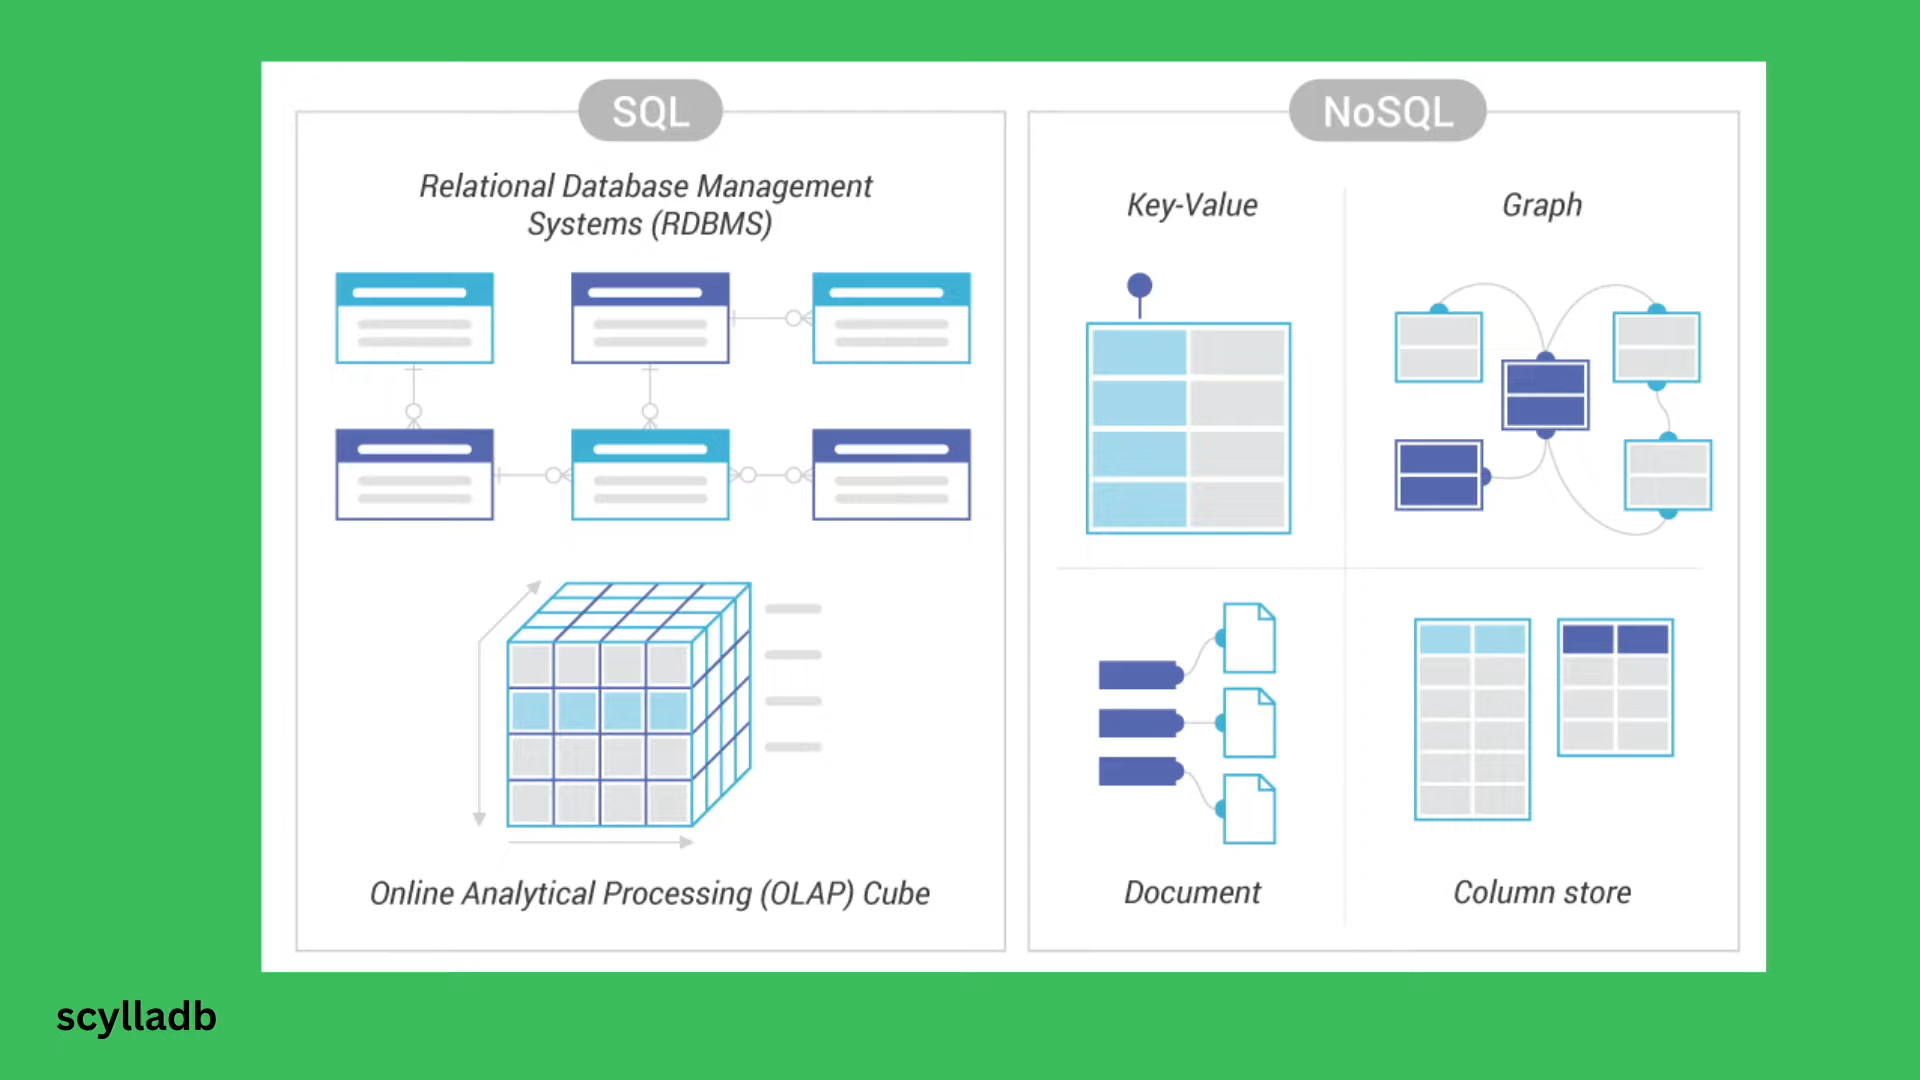 SQL
Relational Database Management
Systems (RDBMS)
Online Analytical Processing (OLAP) Cube
NoSQL
Key-Value
Graph
Document
Column store
scylladb